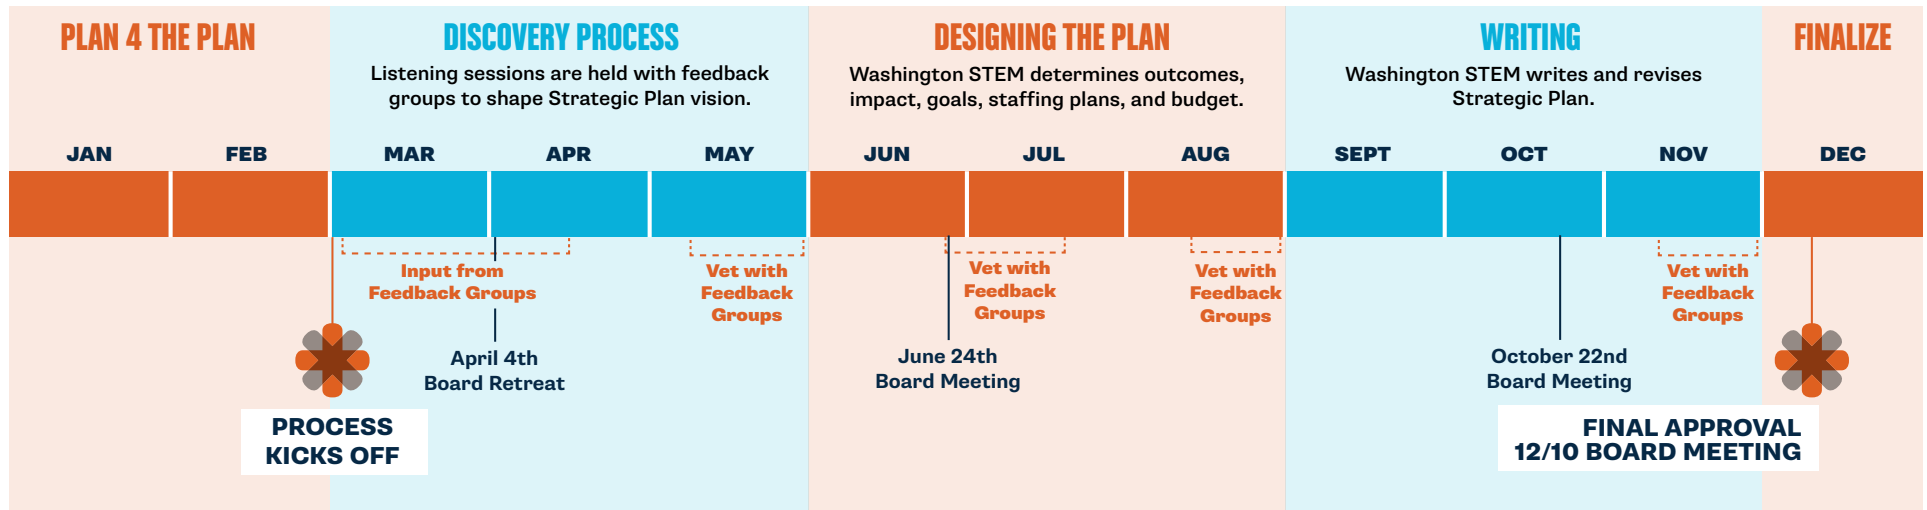 PLAN 4 THE PLAN
DISCOVERY PROCESS
Listening sessions are held with feedback
groups to shape Strategic Plan vision.
DESIGNING THE PLAN
Washington STEM determines outcomes,
impact, goals, staffing plans, and budget.
WRITING
Washington STEM writes and revises
Strategic Plan.
FINALIZE
JAN
FEB
MAR
APR
MAY
JUN
JUL
AUG
SEPT
OCT
NOV
DEC
Input from
Feedback Groups
Vet with
Feedback
Groups
Vet with
Feedback
Groups
Vet with
Feedback
Groups
Vet with
Feedback
Groups
April 4th
Board Retreat
June 24th
Board Meeting
October 22nd
Board Meeting
PROCESS
KICKS OFF
FINAL APPROVAL
12/10 BOARD MEETING